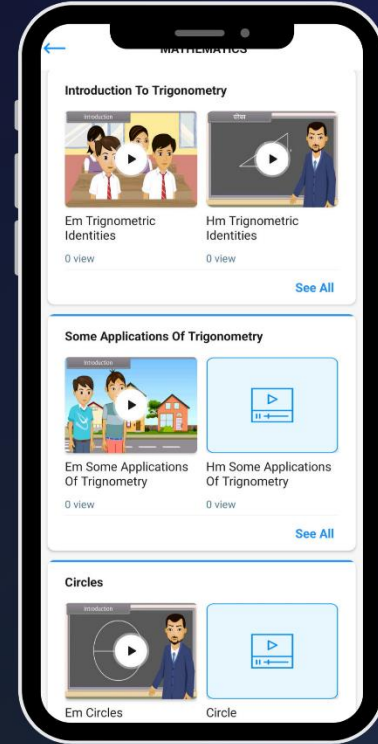 MATHEMATICS
Introduction To Trigonometry
Introduction
परिचय
Em Trignometric
Identities
Hm Trignometric
Identities
0 view
0 view
See All
Some Applications Of Trigonometry
Introduction
Em Some Applications
Of Trignometry
Hm Some Applications
Of Trignometry
0 view
0 view
See All
Circles
Introduction
Em Circles
Circle